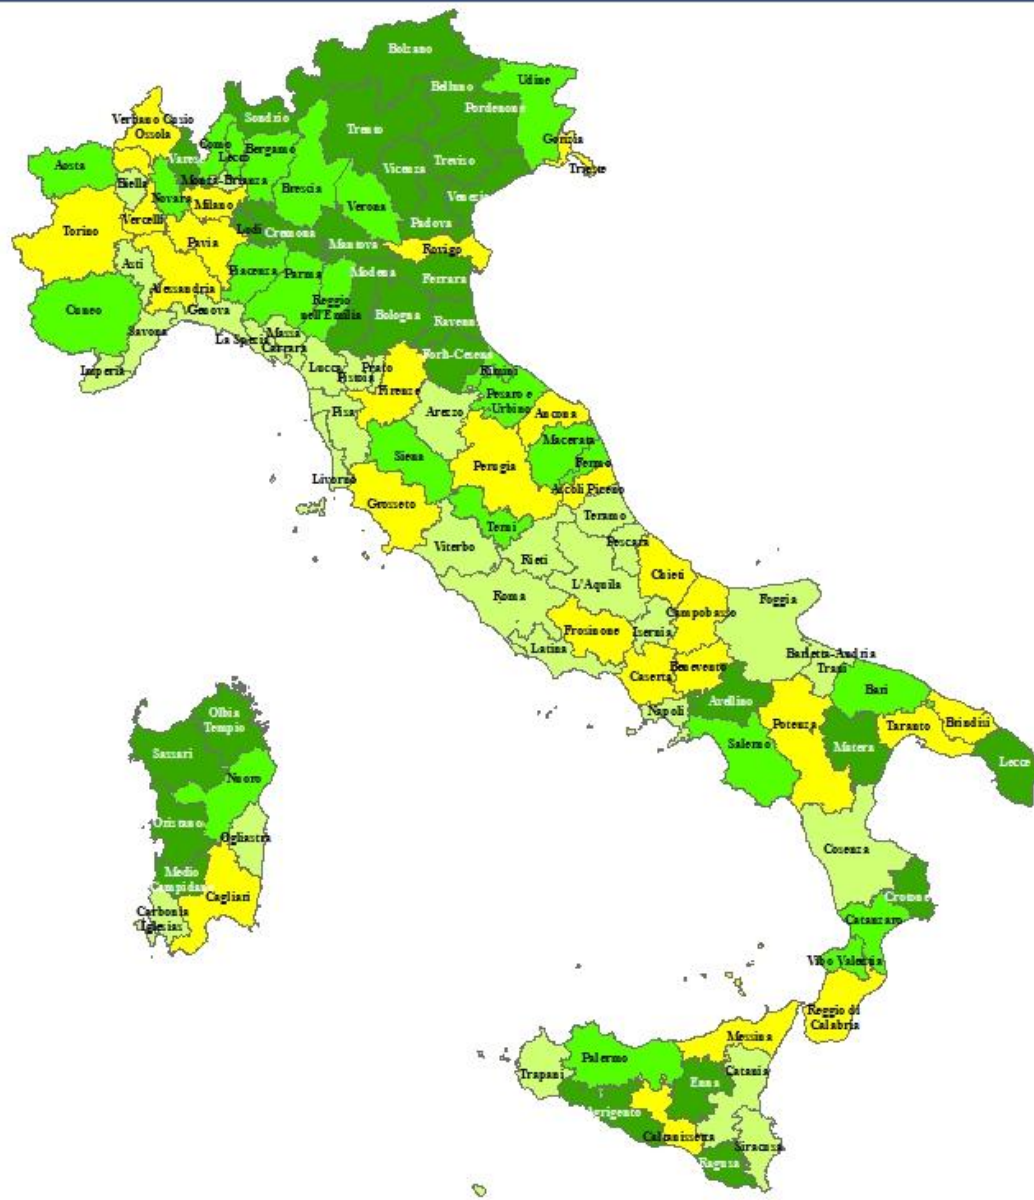 Bolzano
Udine
Belluno
Pordenone
Sondrio
Verbano Cusio
Ossola
Trento
Gorizia
Como
Bergamo
Treviso
Aosta
Varese
Lecco
Vicenza
Trieste
Monza-Brianza
Biella
Brescia
Novara
Venezia
Milano
Verona
Vercelli
Padova
Torino
Lodi
Cremona
Pavia
Mantova
Rovigo
Asti
Piacenza
Parma
Modena
Ferrara
Alessandria
Reggio
nell'Emilia
Cuneo
Genova
Bologna
Ravenna
Savona
La Spezia
Massa
Carrara
Forlì-Cesena
Imperia
Lucca
Prato
Pistoia
Rimini
Firenze
Pesaro e
Urbino
Pisa
Arezzo
Ancona
Macerata
Siena
Fermo
Perugia
Livorno
Ascoli Piceno
Grosseto
Teramo
Terni
Pescara
Viterbo
Rieti
Chieti
L'Aquila
Roma
Foggia
Campobasso
Frosinone
Isernia
Latina
Barletta-Andria
Trani
Benevento
Caserta
Bari
Avellino
Napoli
Olbia
Tempio
Potenza
Taranto
Brindisi
Salerno
Matera
Sassari
Lecce
Nuoro
Oristano
Ogliastra
Cosenza
Medio
Campidano
Cagliari
Crotone
Carbonia
Iglesias
Catanzaro
Vibo Valentia
Reggio di
Calabria
Messina
Palermo
Trapani
Catania
Enna
Agrigento
Caltanissetta
Siracusa
Ragusa